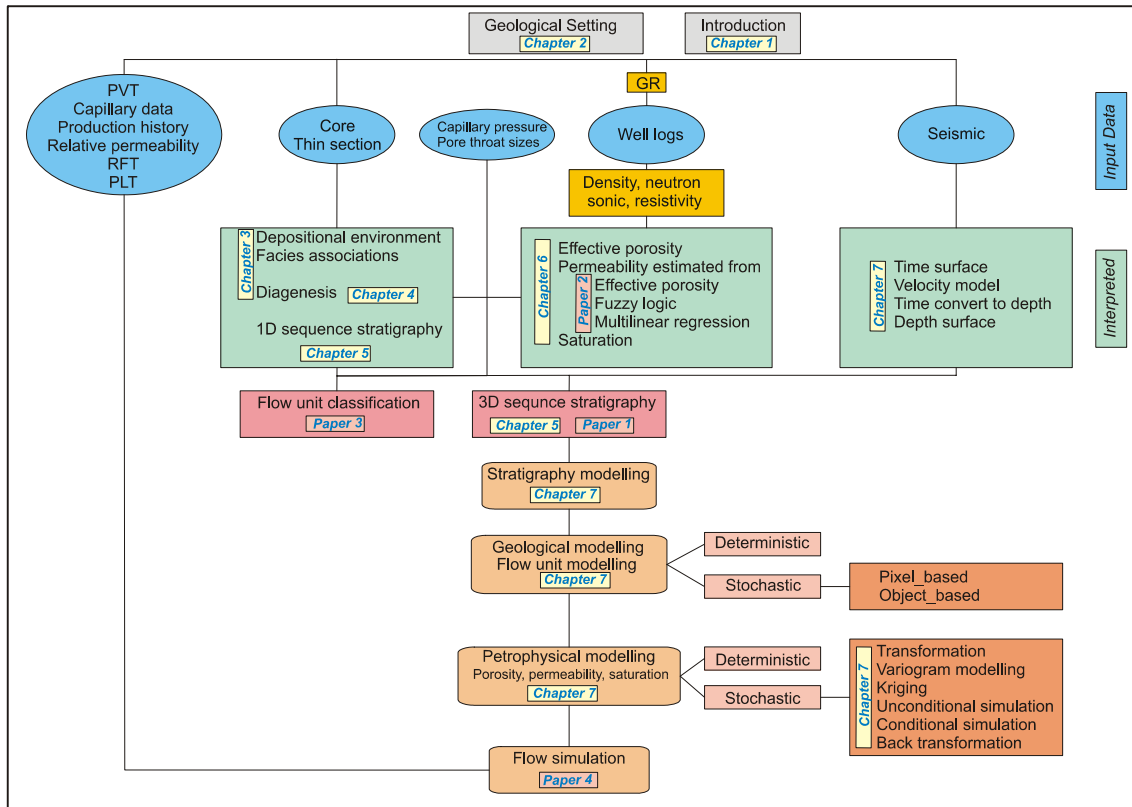 Geological Setting
Chapter 2
Introduction
Chapter 1
GR
PVT
Capillary data
Production history
Relative permeability
RFT
PLT
Core
Thin section
Capillary pressure
Pore throat sizes
Well logs
Seismic
Input Data
Density, neutron
sonic, resistivity
Chapter 3
Depositional environment
Facies associations
Diagenesis Chapter 4
1D sequence stratigraphy
Chapter 5
Chapter 6
Effective porosity
Permeability estimated from
Paper 2
Effective porosity
Fuzzy logic
Multilinear regression
Saturation
Chapter 7
Time surface
Velocity model
Time convert to depth
Depth surface
Interpreted
Flow unit classification
Paper 3
3D sequnce stratigraphy
Chapter 5 Paper 1
Stratigraphy modelling
Chapter 7
Geological modelling
Flow unit modelling
Chapter 7
Deterministic
Stochastic
Pixel_based
Object_based
Petrophysical modelling
Porosity, permeability, saturation
Chapter 7
Deterministic
Stochastic
Chapter 7
Transformation
Variogram modelling
Kriging
Unconditional simulation
Conditional simulation
Back transformation
Flow simulation
Paper 4